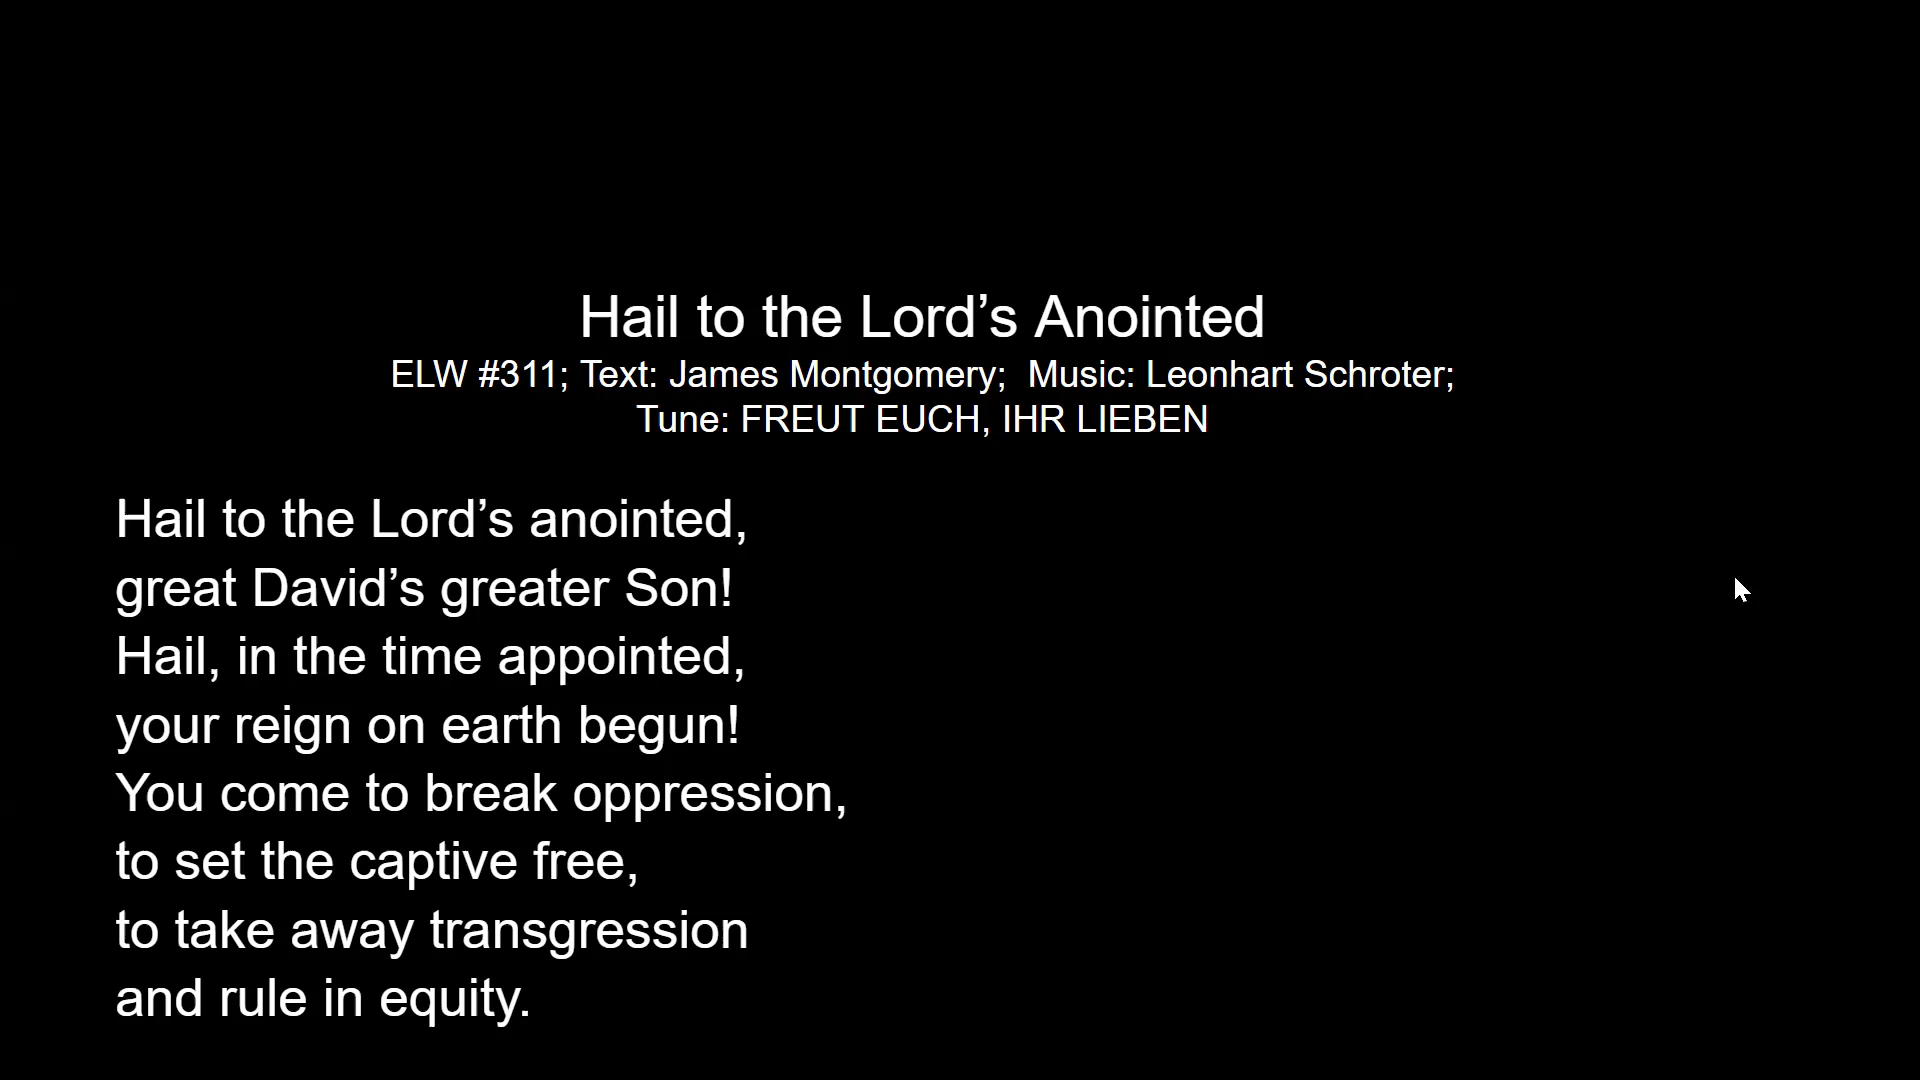 Hail to the Lord’s Anointed
ELW #311; Text: James Montgomery;  Music: Leonhart Schroter;
Tune: FREUT EUCH, IHR LIEBEN
Hail to the Lord’s anointed,
great David’s greater Son!
Hail, in the time appointed,
your reign on earth begun!
You come to break oppression,
to set the captive free,
to take away transgression
and rule in equity.